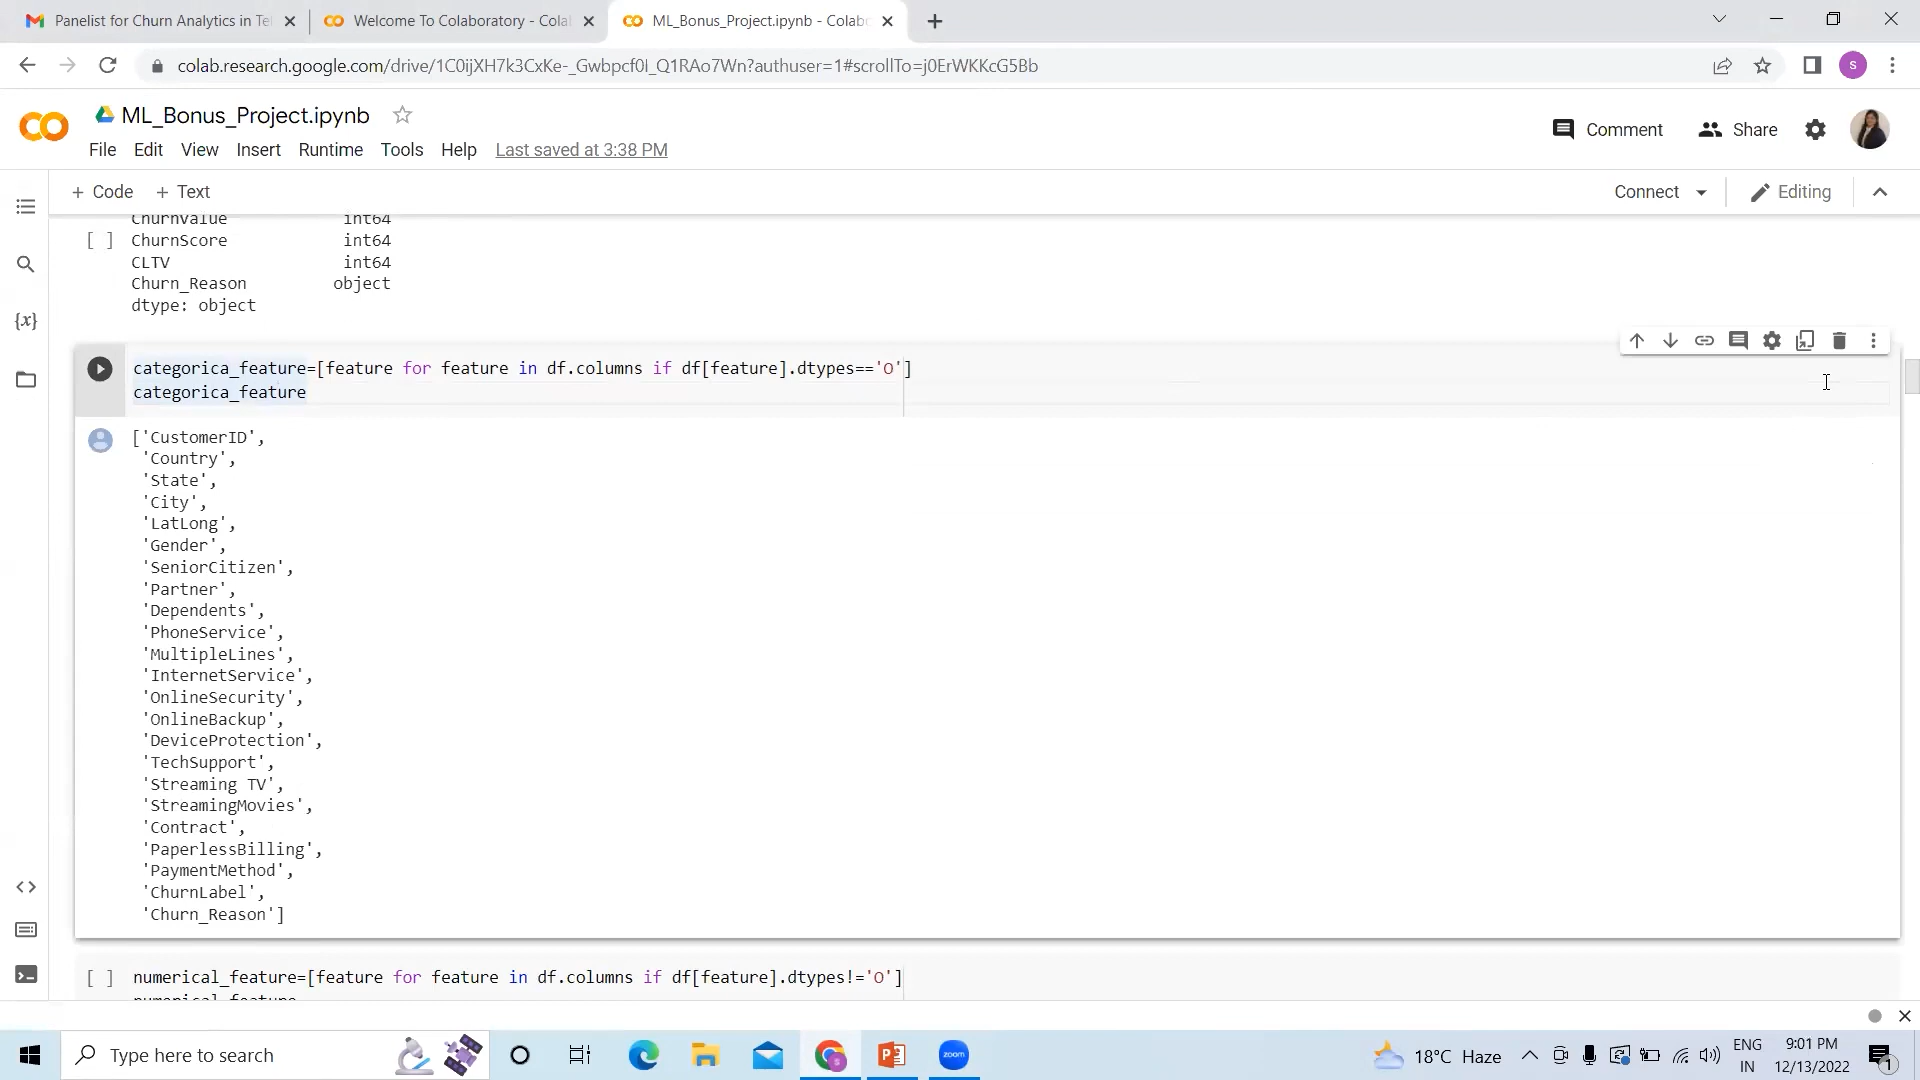 Panelist for Churn Analytics in Tel
Welcome To Colaboratory - Colab
ML_Bonus_Project.ipynb - Colab
colab.research.google.com/drive/1C0ijXH7k3CxKe-_Gwbpcf0i_Q1RAo7Wn?authuser=1#scrollTo=j0ErWKKcG5Bb
S
ML_Bonus_Project.ipynb
Comment
Share
File Edit View Insert Runtime Tools Help Last saved at 3:38 PM
+ Code + Text
Connect
Editing
ChurnValue int64
[ ] ChurnScore int64
CLTV int64
Churn_Reason object
dtype: object
{x}
categorica_feature=[feature for feature in df.columns if df[feature].dtypes=='O']
categorica_feature
['CustomerID',
'Country',
'State',
'City',
'LatLong',
'Gender',
'SeniorCitizen',
'Partner',
'Dependents',
'PhoneService',
'MultipleLines',
'InternetService',
'OnlineSecurity',
'OnlineBackup',
'DeviceProtection',
'TechSupport',
'Streaming TV',
'StreamingMovies',
'Contract',
'PaperlessBilling',
'PaymentMethod',
'ChurnLabel',
'Churn_Reason']
[ ] numerical_feature=[feature for feature in df.columns if df[feature].dtypes!='O']
numerical_feature
Type here to search
zoom
18°C Haze
ENG
IN
9:01 PM
12/13/2022
1